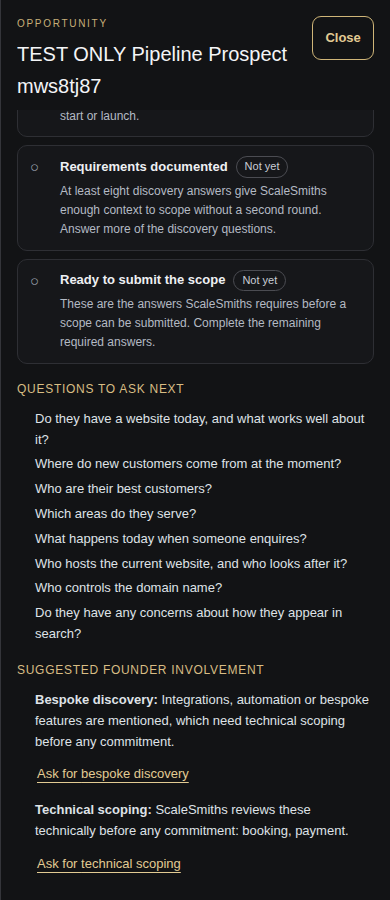 OPPORTUNITY
TEST ONLY Pipeline Prospect
mws8tj87
Close
start or launch.
Requirements documented Not yet
At least eight discovery answers give ScaleSmiths
enough context to scope without a second round.
Answer more of the discovery questions.
Ready to submit the scope Not yet
These are the answers ScaleSmiths requires before a
scope can be submitted. Complete the remaining
required answers.
QUESTIONS TO ASK NEXT
Do they have a website today, and what works well about
it?
Where do new customers come from at the moment?
Who are their best customers?
Which areas do they serve?
What happens today when someone enquires?
Who hosts the current website, and who looks after it?
Who controls the domain name?
Do they have any concerns about how they appear in
search?
SUGGESTED FOUNDER INVOLVEMENT
Bespoke discovery: Integrations, automation or bespoke
features are mentioned, which need technical scoping
before any commitment.
Ask for bespoke discovery
Technical scoping: ScaleSmiths reviews these
technically before any commitment: booking, payment.
Ask for technical scoping